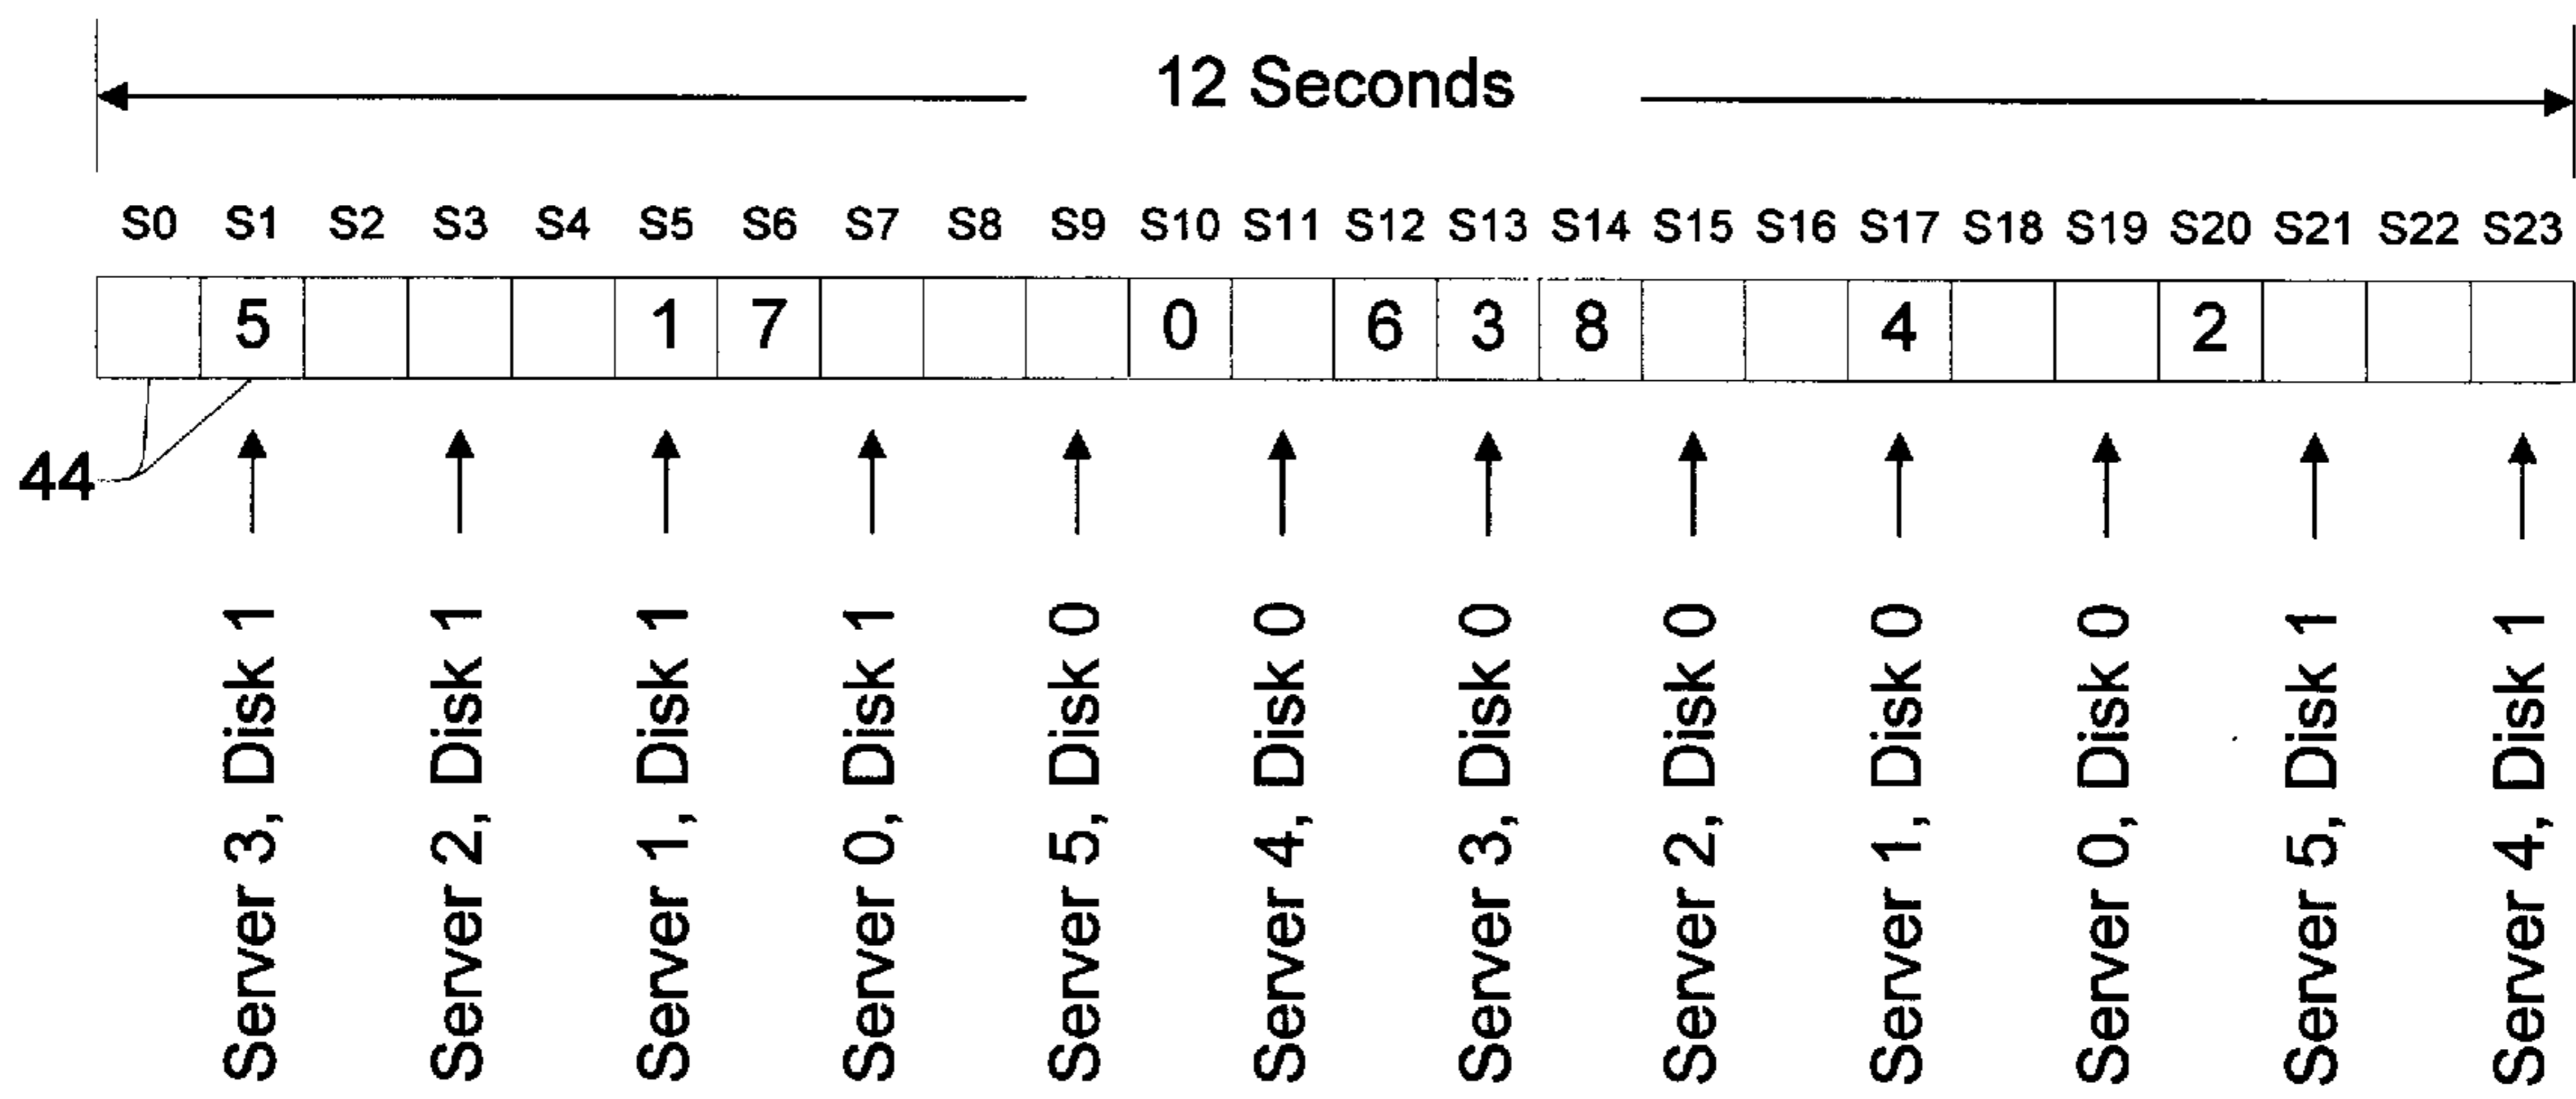 12 Seconds
S0 S1 S2 S3 S4 S5 S6 S7 S8 S9 S10 S11 S12 S13 S14 S15 S16 S17 S18 S19 S20 S21 S22 S23
5 1 7 0 6 3 8 4 2
44
Server 3, Disk 1
Server 2, Disk 1
Server 1, Disk 1
Server 0, Disk 1
Server 5, Disk 0
Server 4, Disk 0
Server 3, Disk 0
Server 2, Disk 0
Server 1, Disk 0
Server 0, Disk 0
Server 5, Disk 1
Server 4, Disk 1